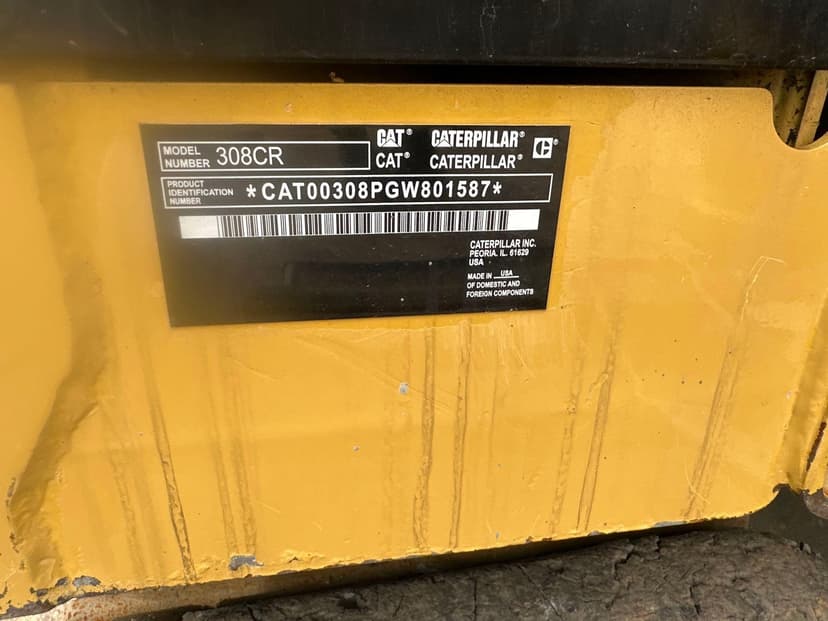 MODEL NUMBER 308CR
CAT® CATERPILLAR® C
CAT® CATERPILLAR®
PRODUCT IDENTIFICATION NUMBER *CAT00308PGW801587*
CATERPILLAR INC.
PEORIA, IL. 61629
USA
MADE IN USA
OF DOMESTIC AND
FOREIGN COMPONENTS